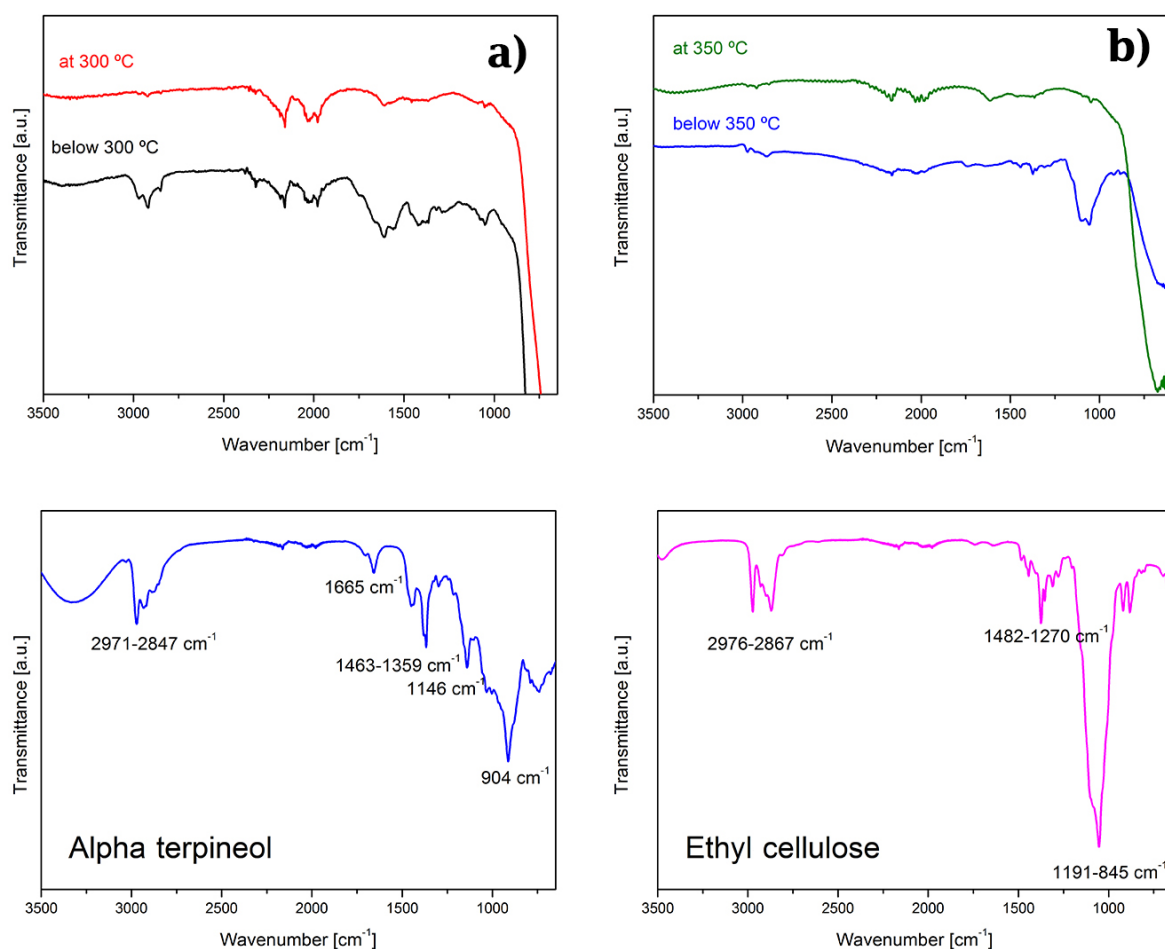 a)
at 300 ºC
below 300 ºC
Transmittance [a.u.]
3500 3000 2500 2000 1500 1000
Wavenumber [cm⁻¹]
b)
at 350 ºC
below 350 ºC
Transmittance [a.u.]
3500 3000 2500 2000 1500 1000
Wavenumber [cm⁻¹]
2971-2847 cm⁻¹
1665 cm⁻¹
1463-1359 cm⁻¹
1146 cm⁻¹
904 cm⁻¹
Alpha terpineol
Transmittance [a.u.]
3500 3000 2500 2000 1500 1000
Wavenumber [cm⁻¹]
2976-2867 cm⁻¹
1482-1270 cm⁻¹
1191-845 cm⁻¹
Ethyl cellulose
Transmittance [a.u.]
3500 3000 2500 2000 1500 1000
Wavenumber [cm⁻¹]